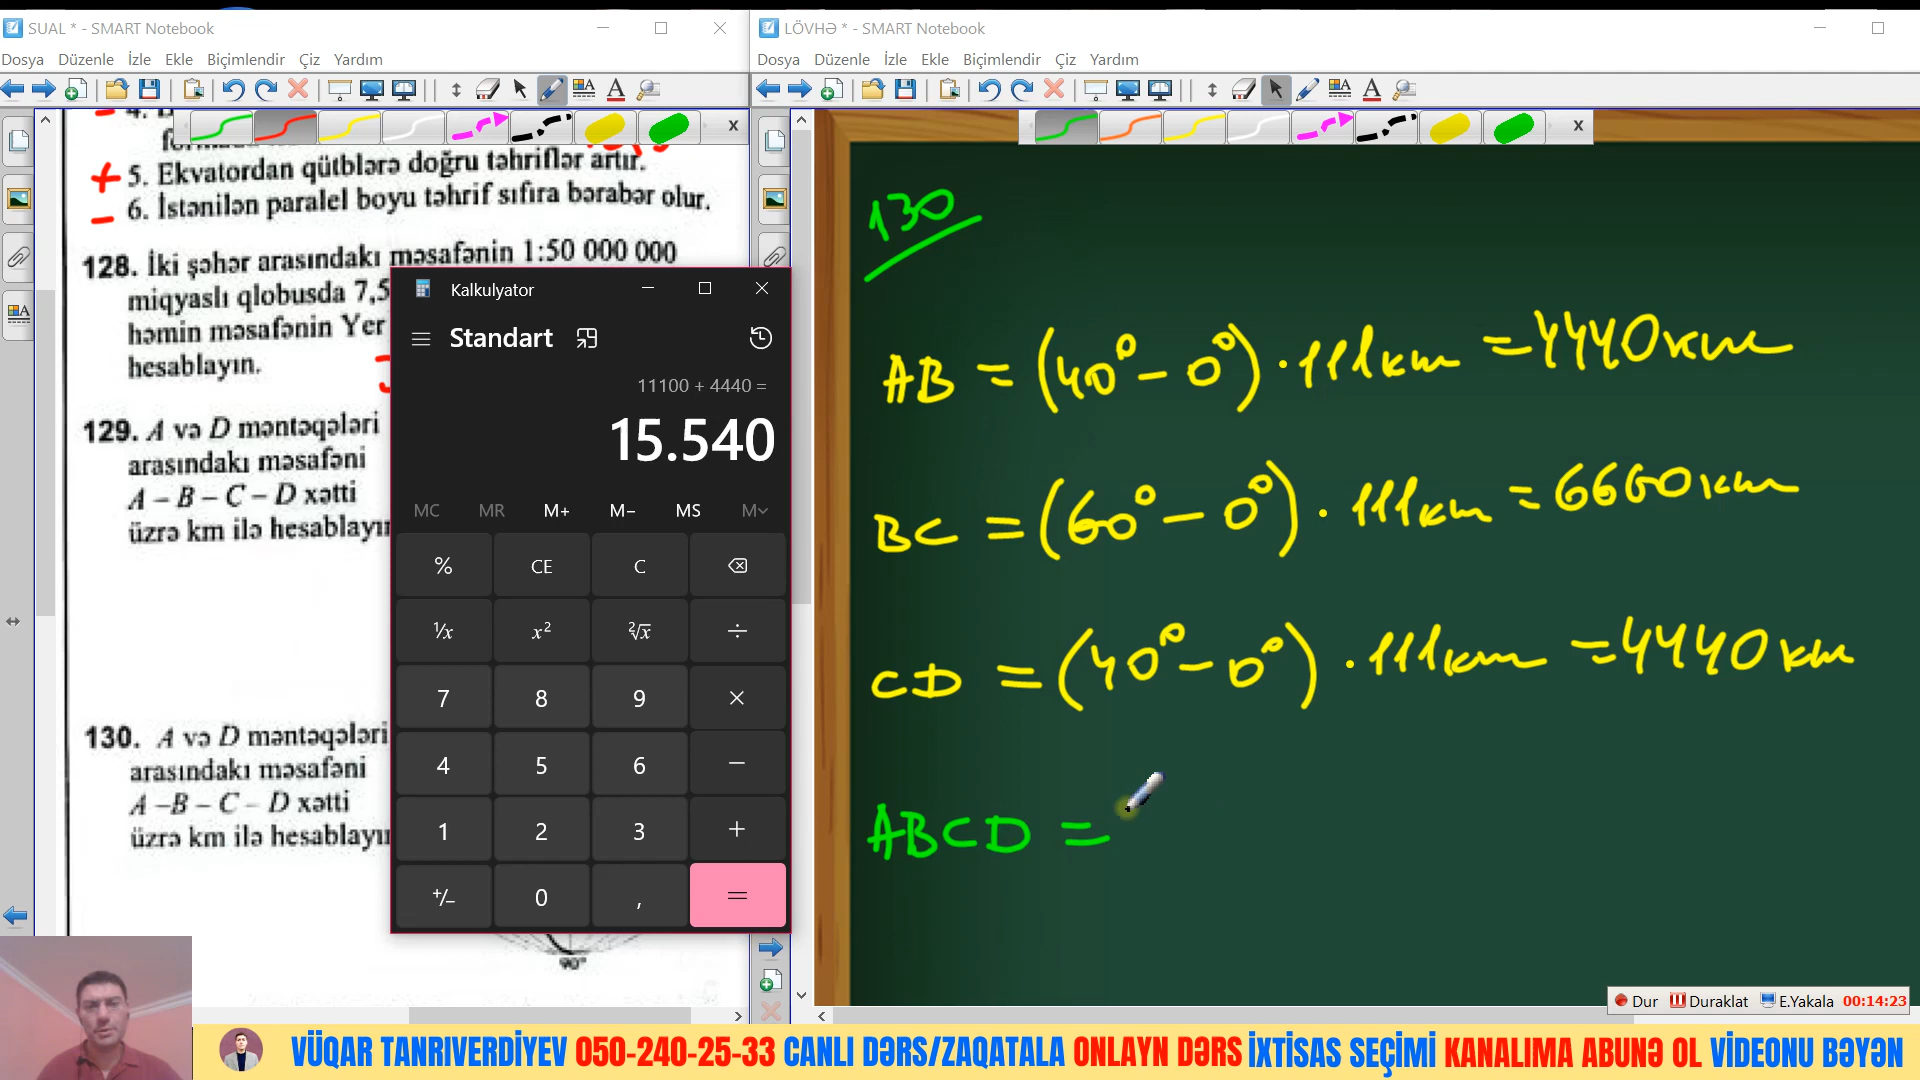 SUAL * - SMART Notebook
Dosya Düzenle İzle Ekle Biçimlendir Çiz Yardım
x
5. Ekvatordan qütblərə doğru təhriflər artır.
6. İstənilən paralel boyu təhrif sıfıra bərabər olur.
128. İki şəhər arasındakı məsafənin 1:50 000 000
miqyaslı qlobusda 7,5
həmin məsafənin Yer
hesablayın.
129. A və D məntəqələri
arasındakı məsafəni
A – B – C – D xətti
üzrə km ilə hesablayın
130. A və D məntəqələri
arasındakı məsafəni
A –B – C – D xətti
üzrə km ilə hesablayın
90°
Kalkulyator
Standart
11100 + 4440 =
15.540
MC MR M+ M− MS M˅
% CE C
¹/x x² ²√x ÷
7 8 9 ×
4 5 6 −
1 2 3 +
+/− 0 , =
LÖVHƏ * - SMART Notebook
Dosya Düzenle İzle Ekle Biçimlendir Çiz Yardım
x
130
AB = (40° – 0°) · 111km = 4440km
BC = (60° – 0°) · 111km = 6660km
CD = (40° – 0°) · 111km = 4440km
ABCD =
Dur Duraklat E.Yakala 00:14:23
VÜQAR TANRIVERDİYEV 050-240-25-33 CANLI DƏRS/ZAQATALA ONLAYN DƏRS İXTİSAS SEÇİMİ KANALIMA ABUNƏ OL VİDEONU BƏYƏN